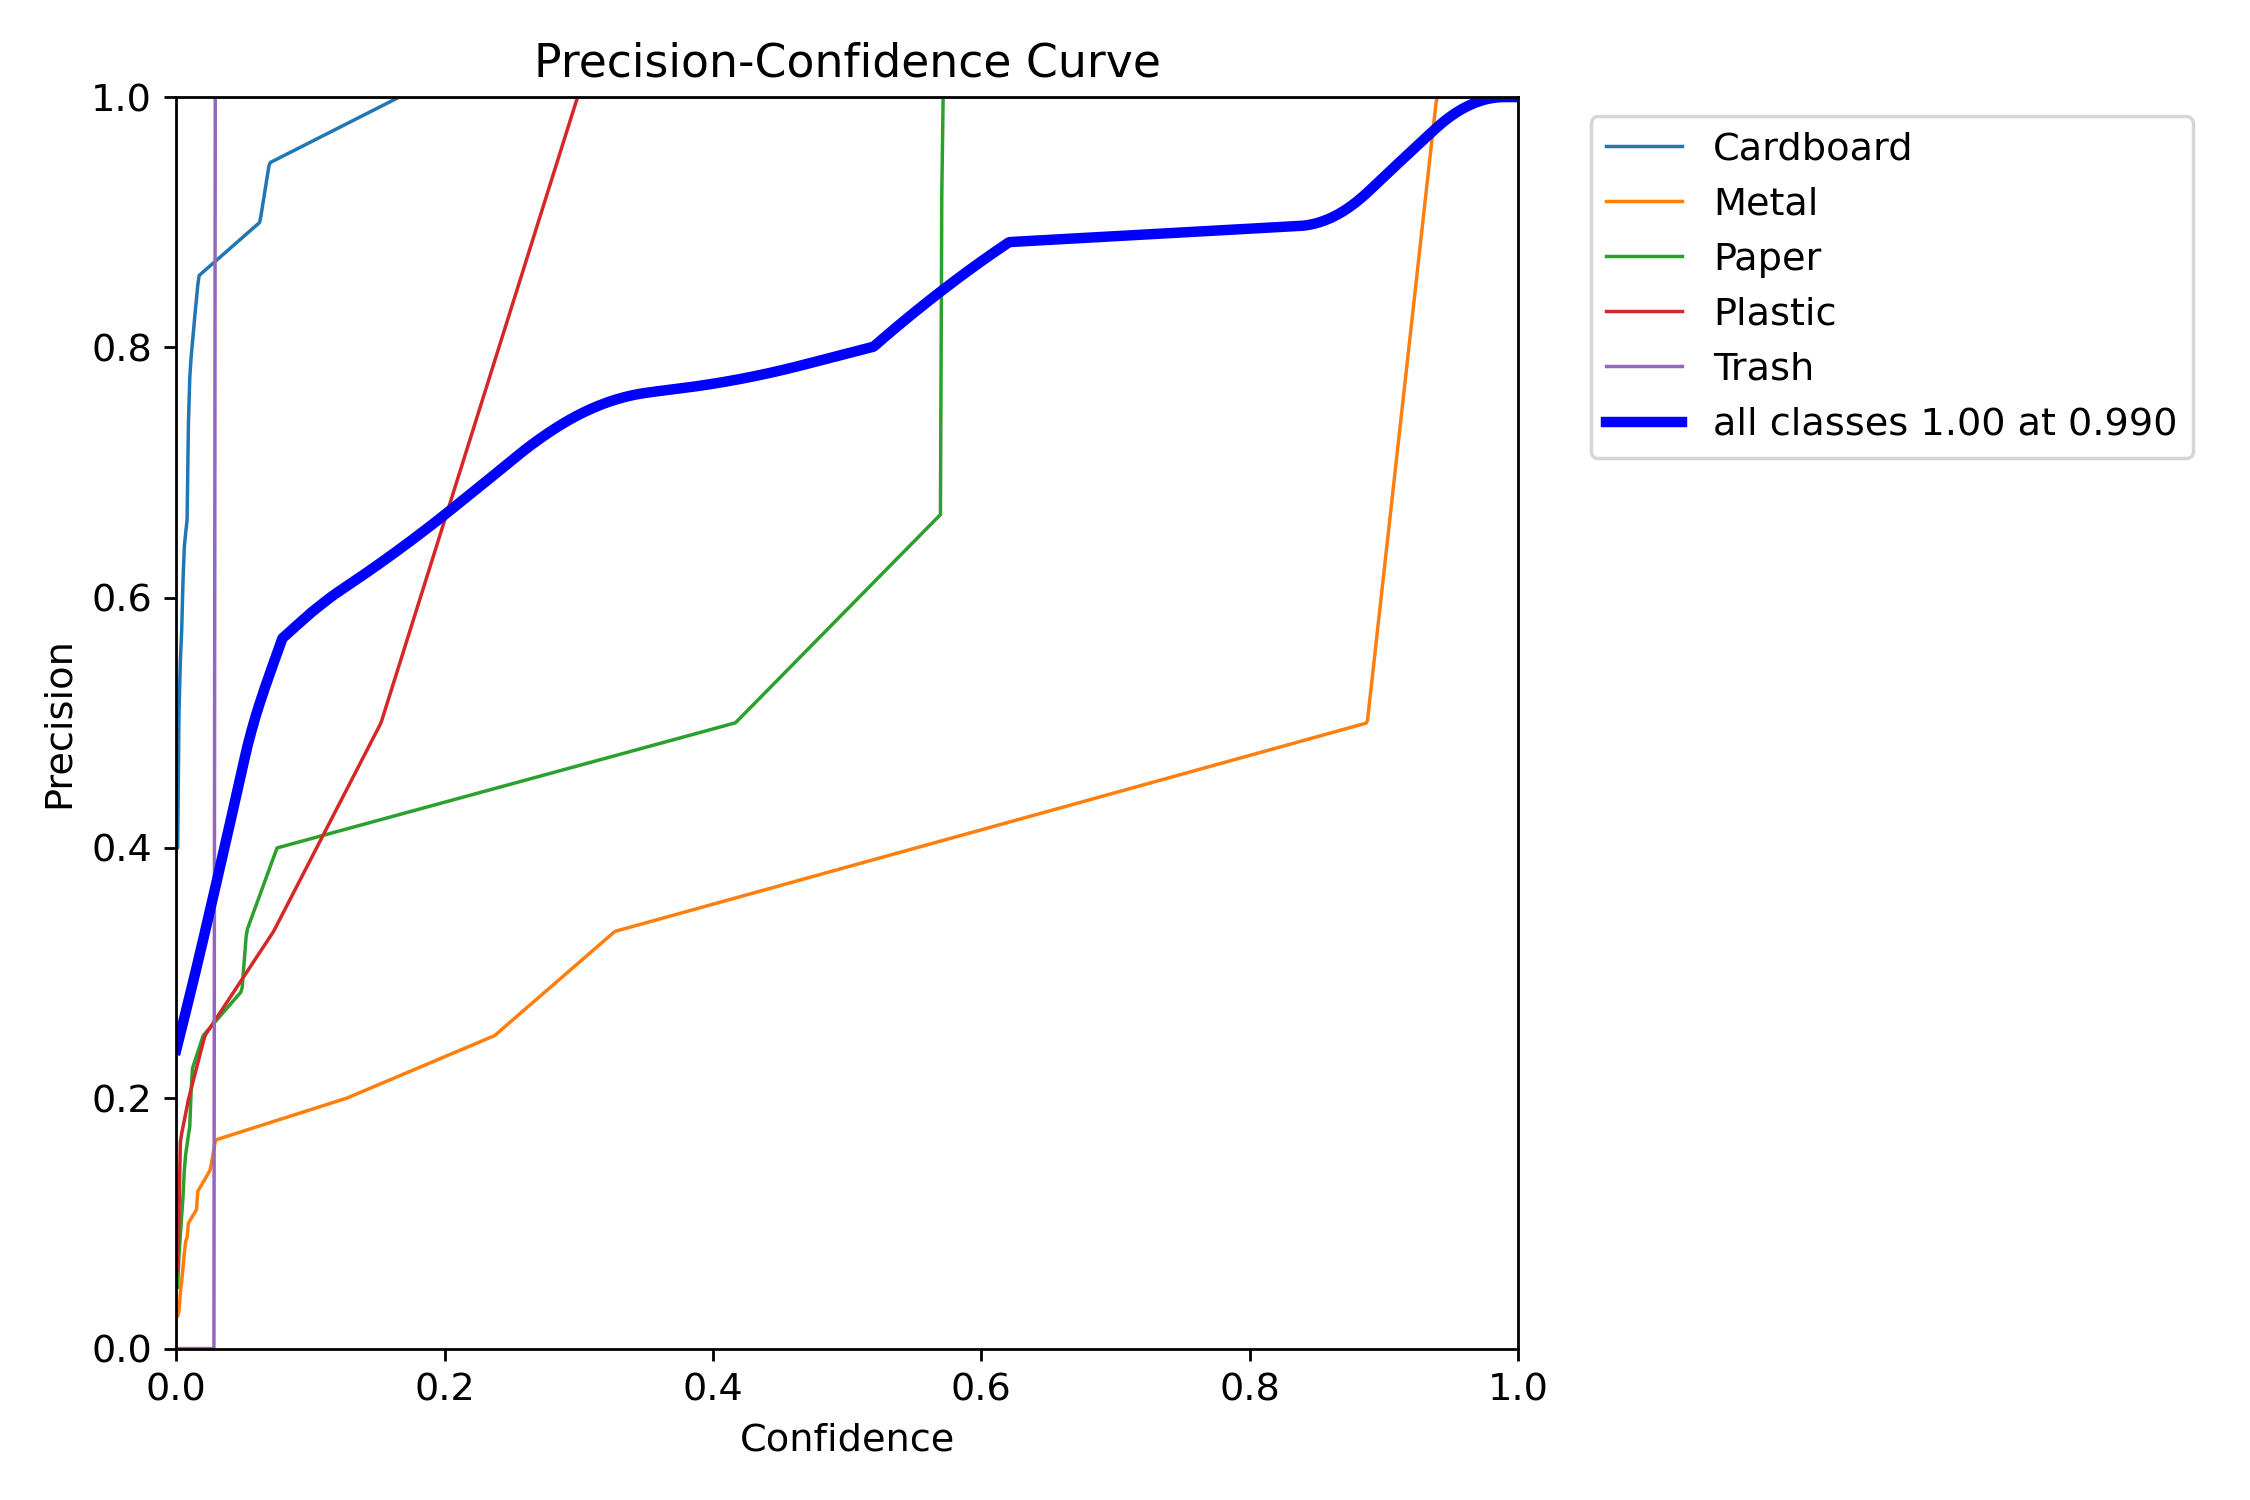 Precision-Confidence Curve
1.0
0.8
0.6
0.4
0.2
0.0
Precision
0.0 0.2 0.4 0.6 0.8 1.0
Confidence
Cardboard
Metal
Paper
Plastic
Trash
all classes 1.00 at 0.990